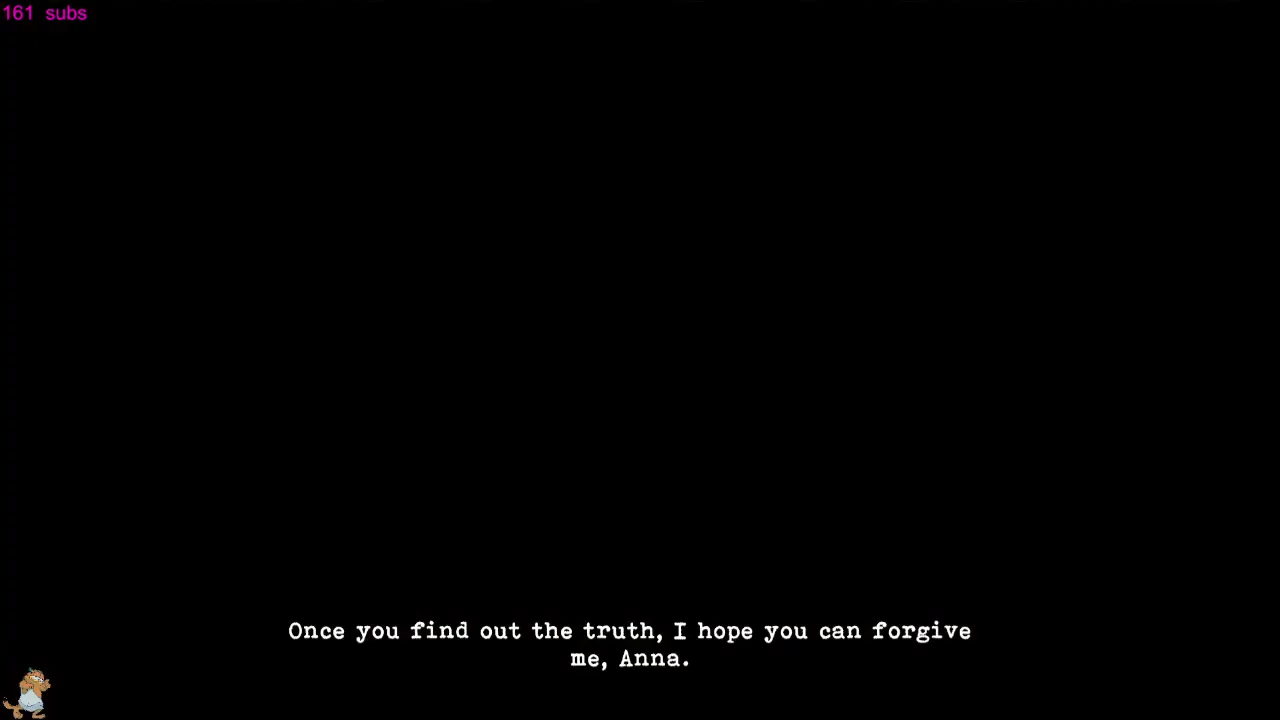 161 subs
Once you find out the truth, I hope you can forgive
me, Anna.